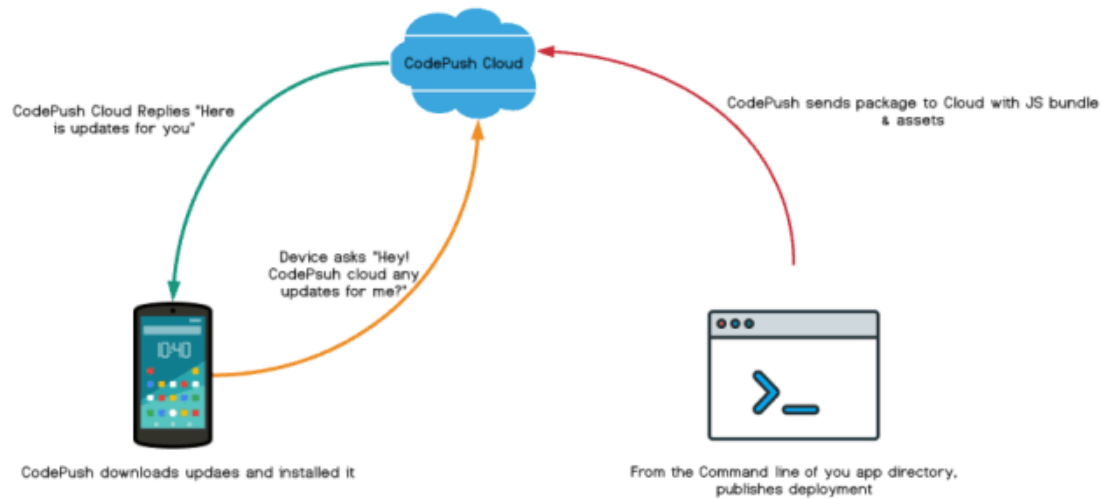 CodePush Cloud
CodePush Cloud Replies "Here
is updates for you"
CodePush sends package to Cloud with JS bundle
& assets
Device asks "Hey!
CodePsuh cloud any
updates for me?"
10:40
CodePush downloads updaes and installed it
From the Command line of you app directory,
publishes deployment